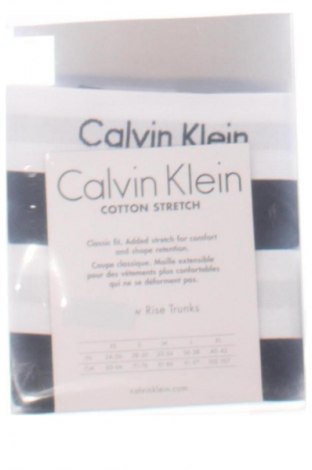 Calvin Klein
Calvin Klein
COTTON STRETCH
Classic fit. Added stretch for comfort
and shape retention.
Coupe classique. Maille extensible
pour des vêtements plus confortables
qui ne se déforment pas.
Rise Trunks
calvinklein.com